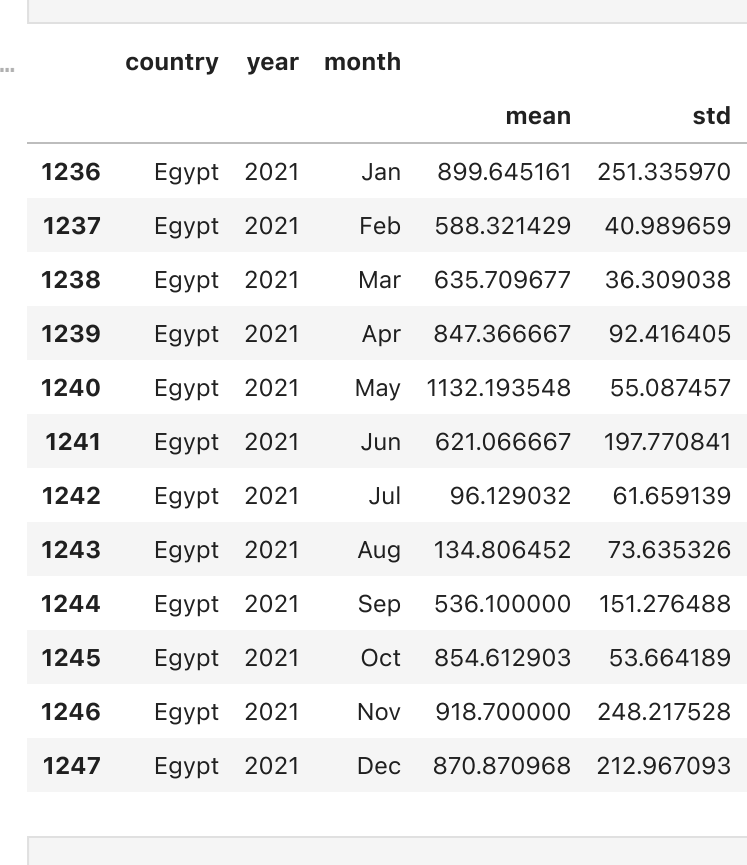 country year month
mean std
1236 Egypt 2021 Jan 899.645161 251.335970
1237 Egypt 2021 Feb 588.321429 40.989659
1238 Egypt 2021 Mar 635.709677 36.309038
1239 Egypt 2021 Apr 847.366667 92.416405
1240 Egypt 2021 May 1132.193548 55.087457
1241 Egypt 2021 Jun 621.066667 197.770841
1242 Egypt 2021 Jul 96.129032 61.659139
1243 Egypt 2021 Aug 134.806452 73.635326
1244 Egypt 2021 Sep 536.100000 151.276488
1245 Egypt 2021 Oct 854.612903 53.664189
1246 Egypt 2021 Nov 918.700000 248.217528
1247 Egypt 2021 Dec 870.870968 212.967093